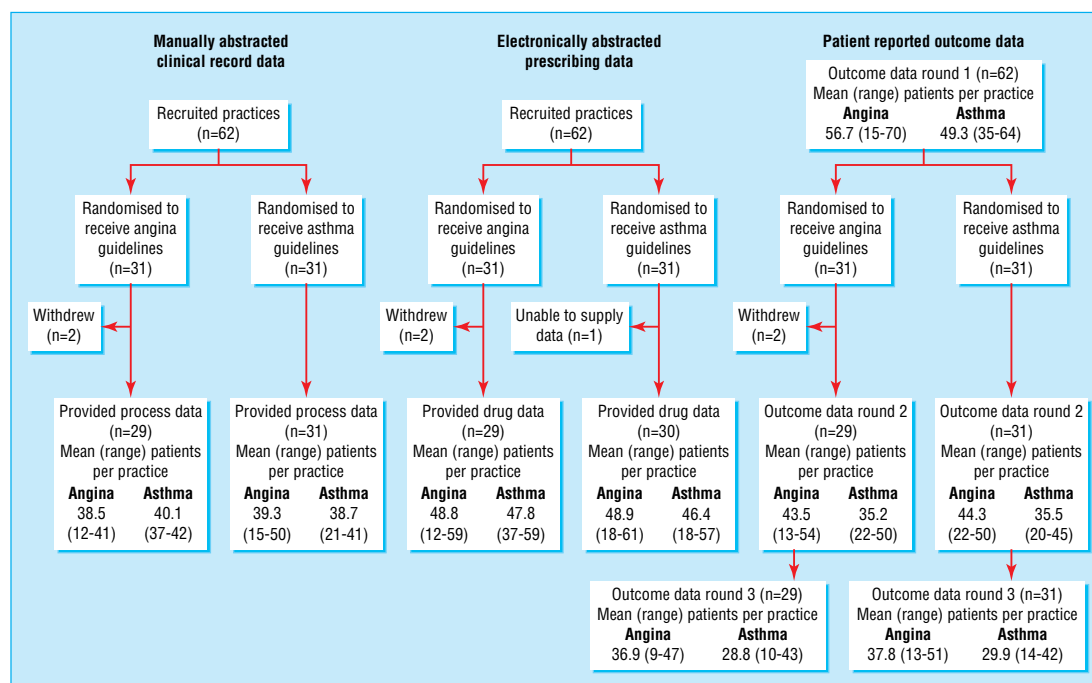 Manually abstracted
clinical record data
Recruited practices
(n=62)
Randomised to
receive angina
guidelines
(n=31)
Randomised to
receive asthma
guidelines
(n=31)
Withdrew
(n=2)
Provided process data
(n=29)
Mean (range) patients
per practice
Angina Asthma
38.5 40.1
(12-41) (37-42)
Provided process data
(n=31)
Mean (range) patients
per practice
Angina Asthma
39.3 38.7
(15-50) (21-41)
Electronically abstracted
prescribing data
Recruited practices
(n=62)
Randomised to
receive angina
guidelines
(n=31)
Randomised to
receive asthma
guidelines
(n=31)
Withdrew
(n=2)
Unable to supply
data (n=1)
Provided drug data
(n=29)
Mean (range) patients
per practice
Angina Asthma
48.8 47.8
(12-59) (37-59)
Provided drug data
(n=30)
Mean (range) patients
per practice
Angina Asthma
48.9 46.4
(18-61) (18-57)
Patient reported outcome data
Outcome data round 1 (n=62)
Mean (range) patients per practice
Angina Asthma
56.7 (15-70) 49.3 (35-64)
Randomised to
receive angina
guidelines
(n=31)
Randomised to
receive asthma
guidelines
(n=31)
Withdrew
(n=2)
Outcome data round 2
(n=29)
Mean (range) patients
per practice
Angina Asthma
43.5 35.2
(13-54) (22-50)
Outcome data round 2
(n=31)
Mean (range) patients
per practice
Angina Asthma
44.3 35.5
(22-50) (20-45)
Outcome data round 3 (n=29)
Mean (range) patients per practice
Angina Asthma
36.9 (9-47) 28.8 (10-43)
Outcome data round 3 (n=31)
Mean (range) patients per practice
Angina Asthma
37.8 (13-51) 29.9 (14-42)